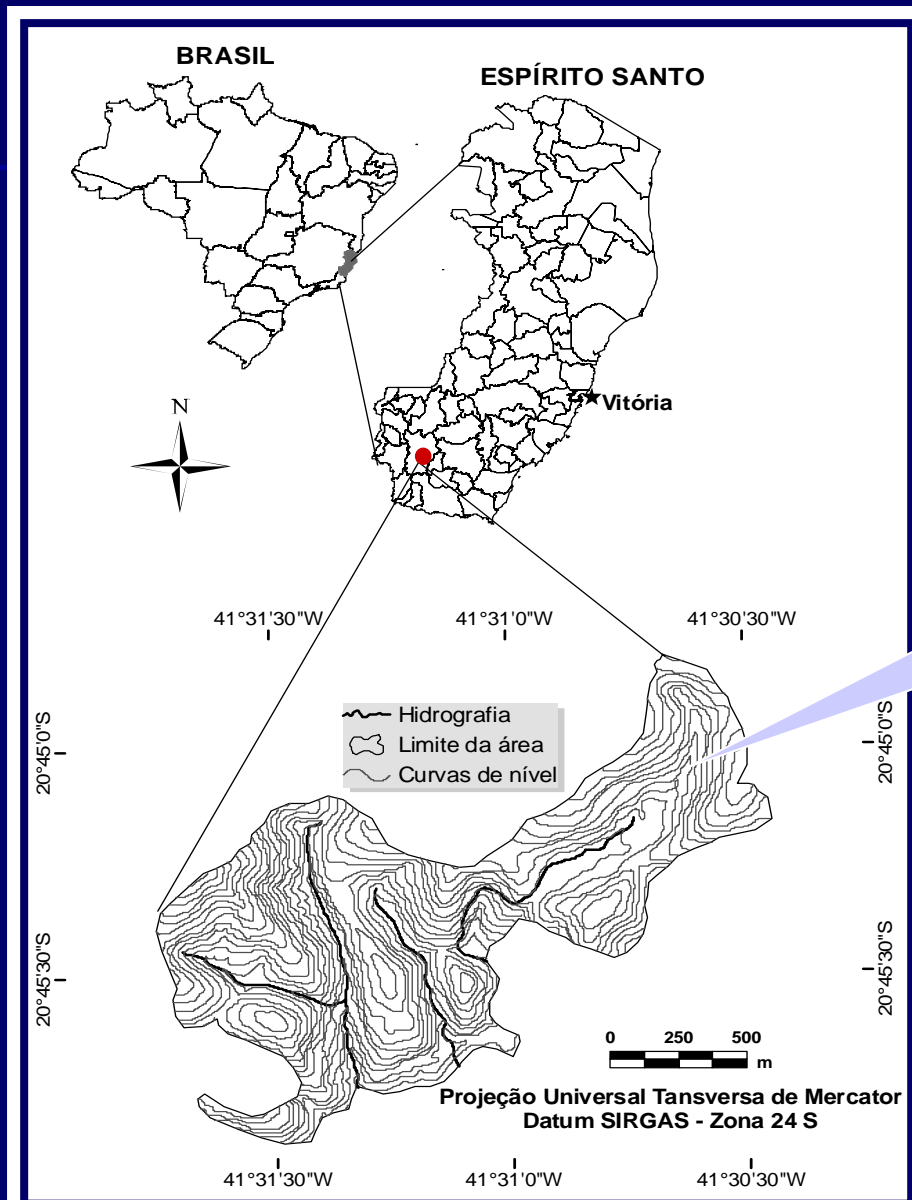 BRASIL
ESPÍRITO SANTO
Vitória
N
41°31'30"W 41°31'0"W 41°30'30"W
20°45'0"S
20°45'0"S
Hidrografia
Limite da área
Curvas de nível
20°45'30"S
20°45'30"S
0 250 500
m
Projeção Universal Tansversa de Mercator
Datum SIRGAS - Zona 24 S
41°31'30"W 41°31'0"W 41°30'30"W